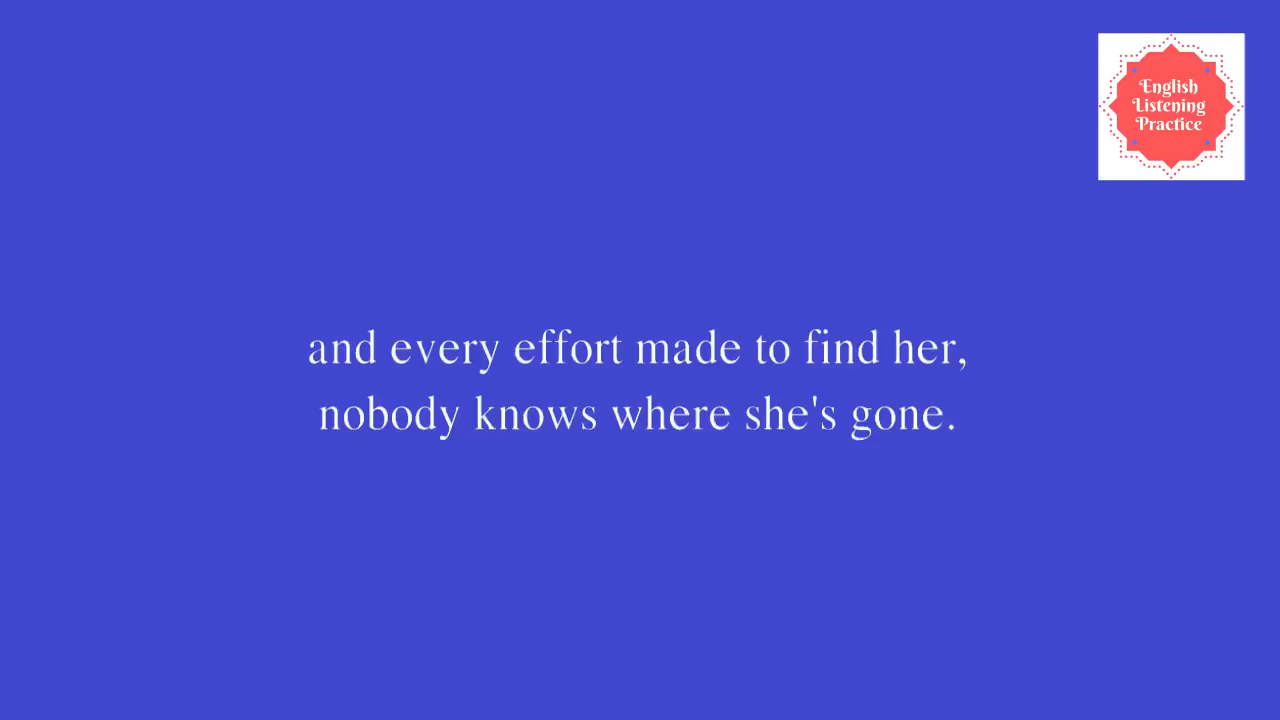 English
Listening
Practice
and every effort made to find her,
nobody knows where she's gone.